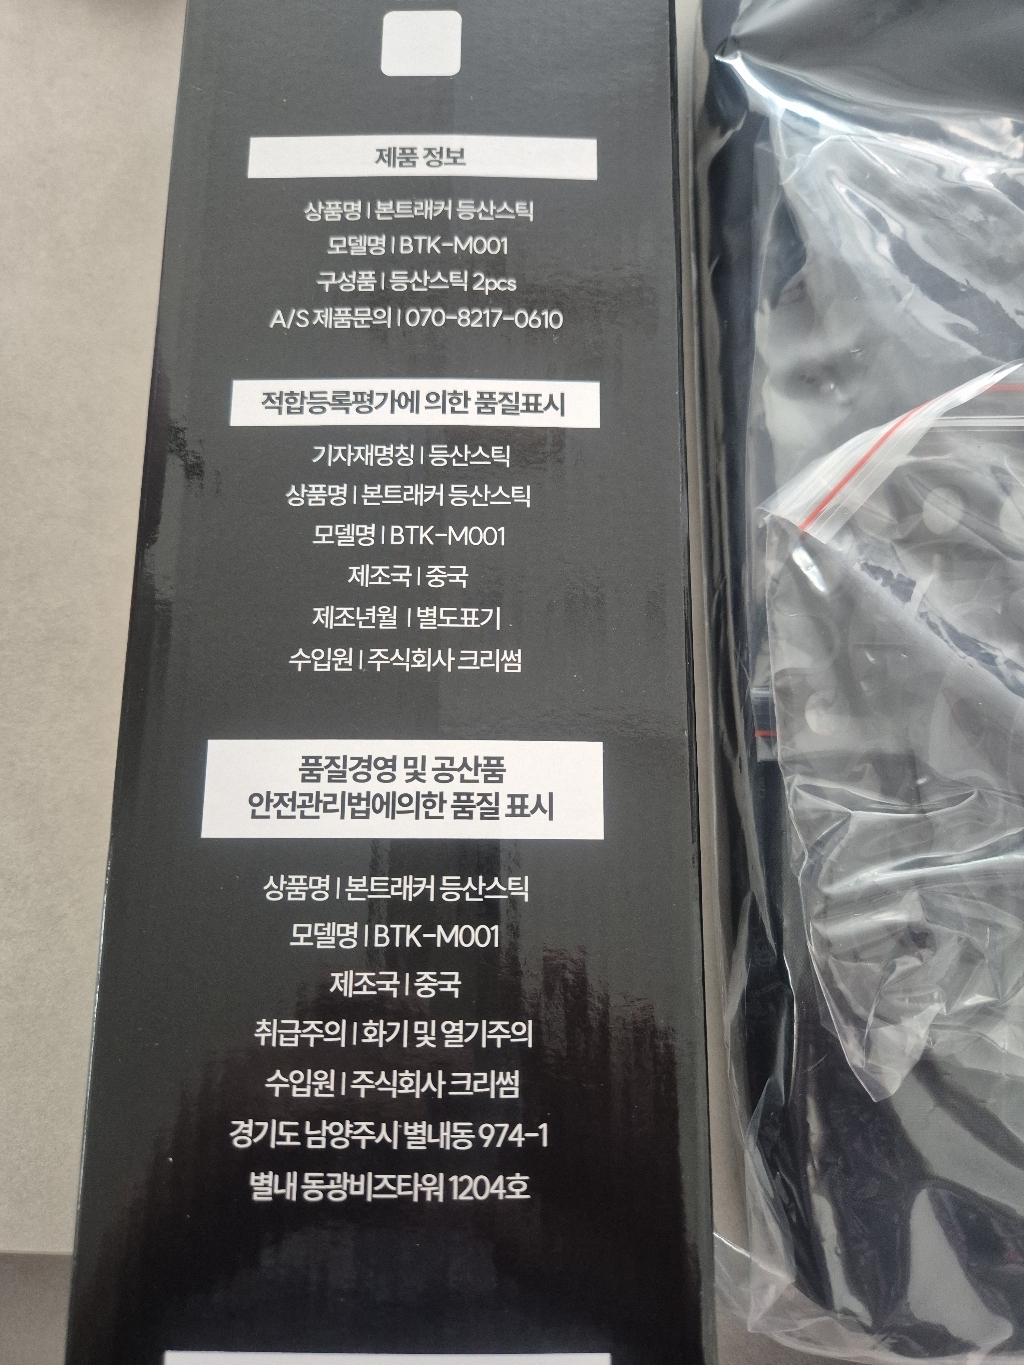 제품 정보
상품명 | 본트래커 등산스틱
모델명 | BTK-M001
구성품 | 등산스틱 2pcs
A/S 제품문의 | 070-8217-0610
적합등록평가에 의한 품질표시
기자재명칭 | 등산스틱
상품명 | 본트래커 등산스틱
모델명 | BTK-M001
제조국 | 중국
제조년월 | 별도표기
수입원 | 주식회사 크리썸
품질경영 및 공산품
안전관리법에의한 품질 표시
상품명 | 본트래커 등산스틱
모델명 | BTK-M001
제조국 | 중국
취급주의 | 화기 및 열기주의
수입원 | 주식회사 크리썸
경기도 남양주시 별내동 974-1
별내 동광비즈타워 1204호